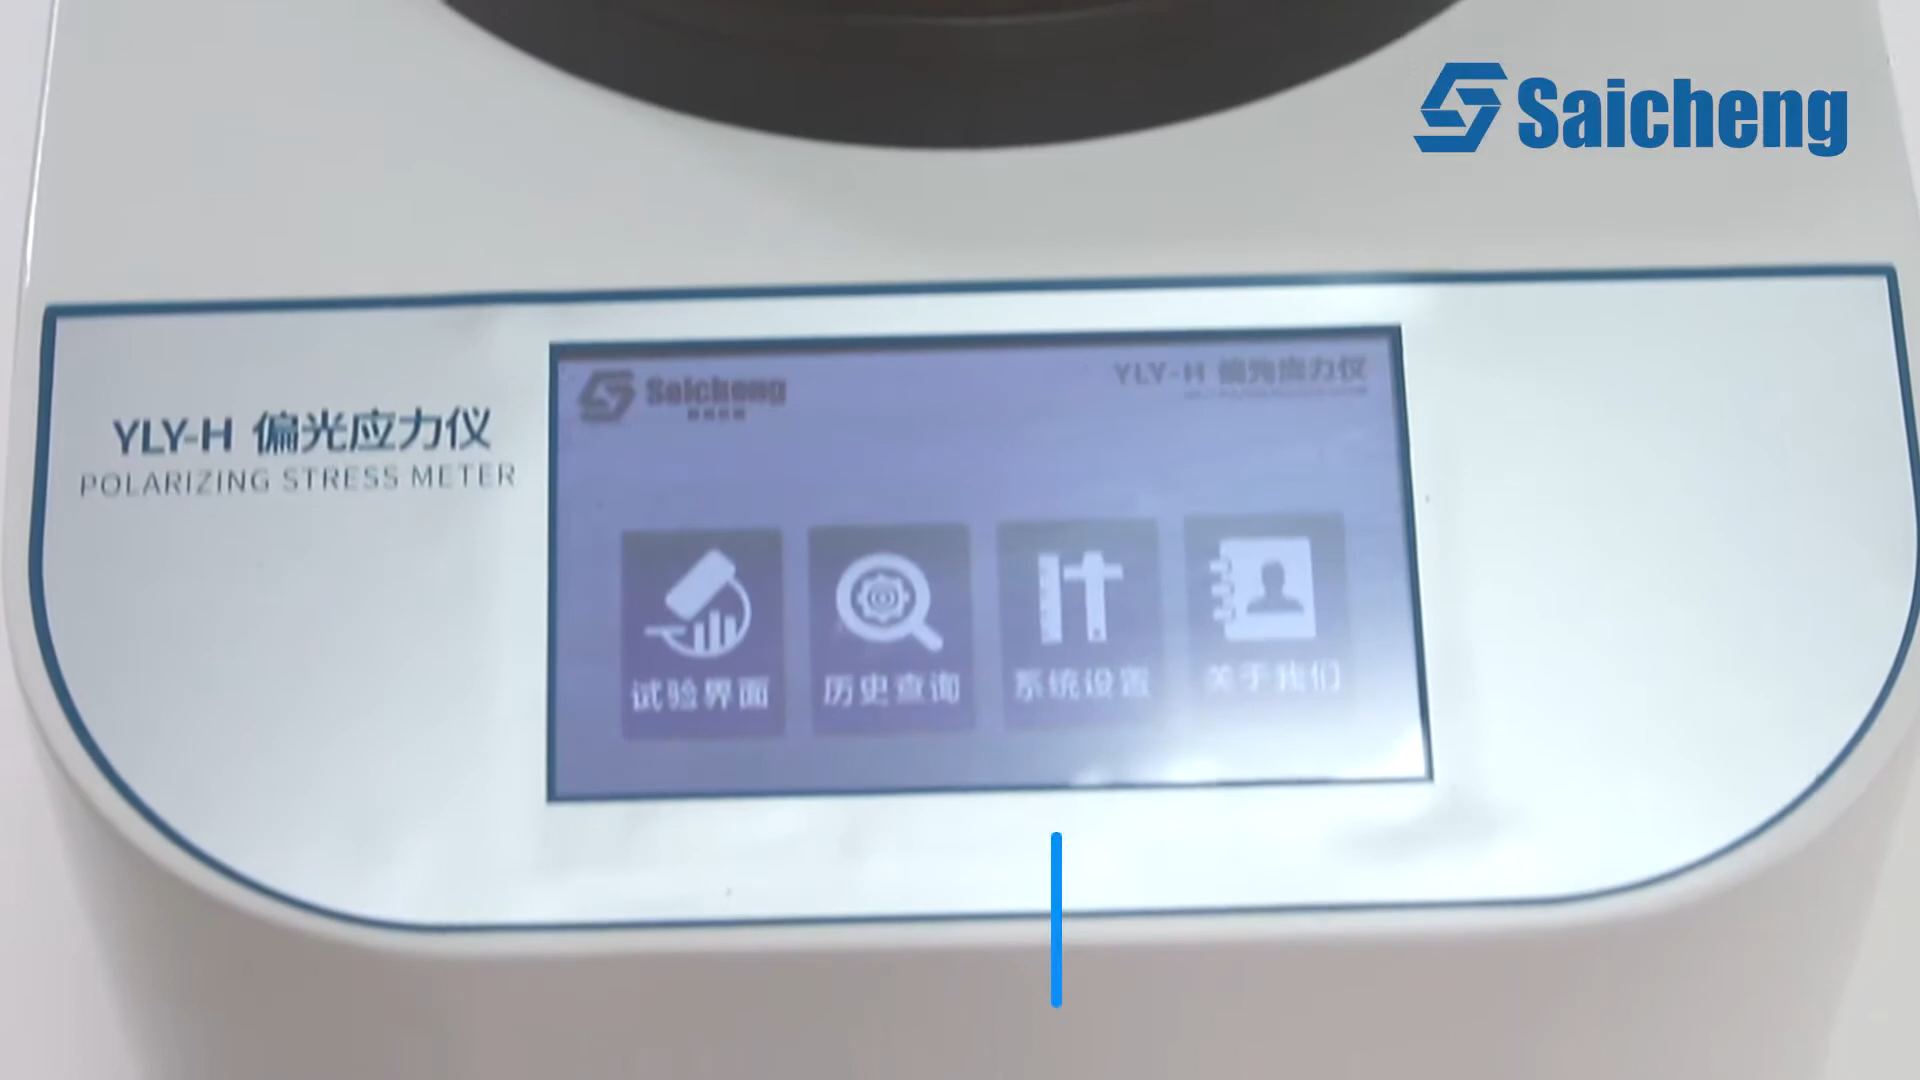 Saicheng
YLY-H 偏光应力仪
POLARIZING STRESS METER
Saicheng
YLY-H 偏光应力仪
试验界面
历史查询
系统设置
关于我们